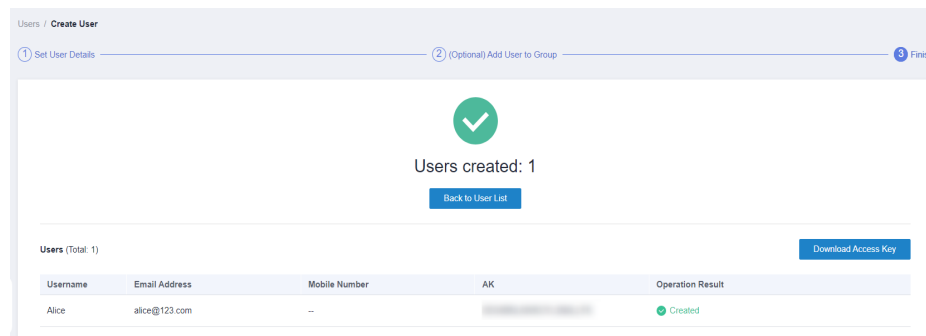 Users / Create User
1 Set User Details 2 (Optional) Add User to Group 3 Finis
Users created: 1
Back to User List
Users (Total: 1) Download Access Key
Username Email Address Mobile Number AK Operation Result
Alice alice@123.com -- Created